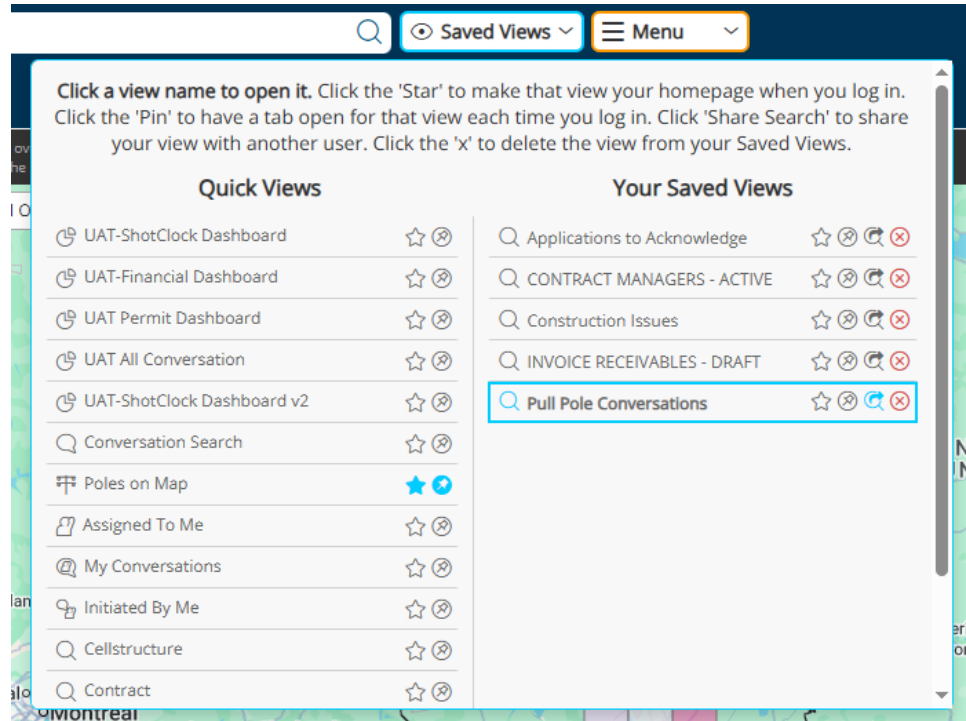 Saved Views
Menu
Click a view name to open it. Click the 'Star' to make that view your homepage when you log in.
Click the 'Pin' to have a tab open for that view each time you log in. Click 'Share Search' to share
your view with another user. Click the 'x' to delete the view from your Saved Views.
Quick Views
UAT-ShotClock Dashboard
UAT-Financial Dashboard
UAT Permit Dashboard
UAT All Conversation
UAT-ShotClock Dashboard v2
Conversation Search
Poles on Map
Assigned To Me
My Conversations
Initiated By Me
Cellstructure
Contract
Your Saved Views
Applications to Acknowledge
CONTRACT MANAGERS - ACTIVE
Construction Issues
INVOICE RECEIVABLES - DRAFT
Pull Pole Conversations
Montreal